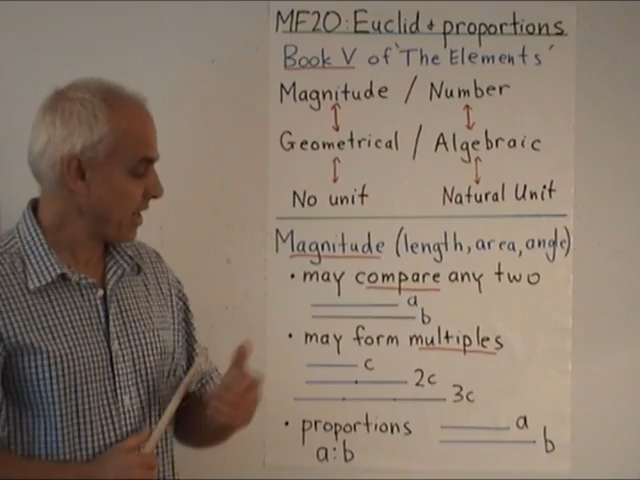 MF20: Euclid & proportions
Book V of 'The Elements'
Magnitude / Number
Geometrical / Algebraic
No unit Natural Unit
Magnitude (length, area, angle)
• may compare any two
a
b
• may form multiples
c
2c
3c
• proportions a
a:b b